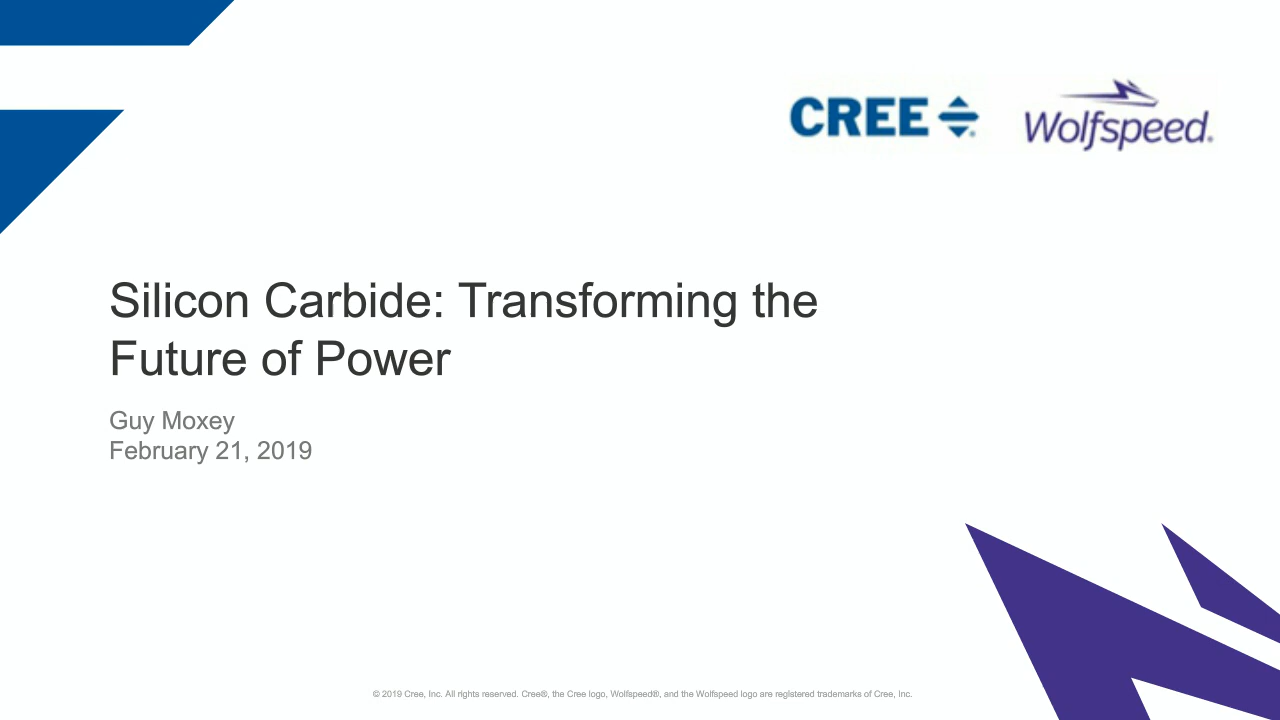 CREE
Wolfspeed®
Silicon Carbide: Transforming the
Future of Power
Guy Moxey
February 21, 2019
© 2019 Cree, Inc. All rights reserved. Cree®, the Cree logo, Wolfspeed®, and the Wolfspeed logo are registered trademarks of Cree, Inc.